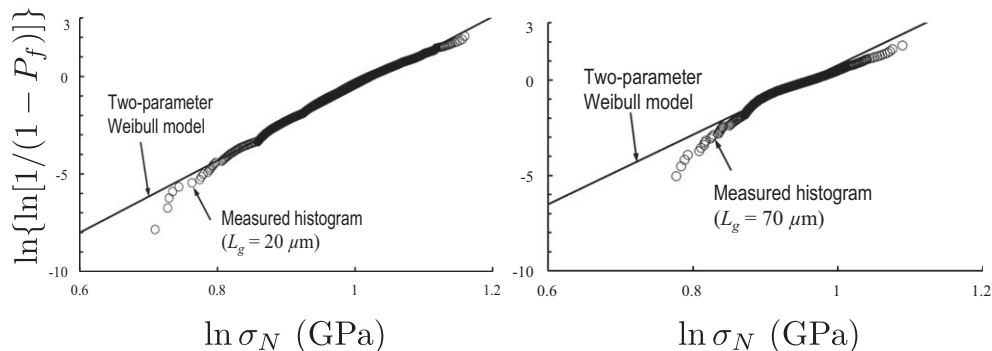 ln{ln[1/(1 − P_f)]}
3
0
-5
-10
0.6
0.8
1
1.2
Two-parameter
Weibull model
Measured histogram
(L_g = 20 μm)
ln σ_N (GPa)
3
0
-5
-10
0.6
0.8
1
1.2
Two-parameter
Weibull model
Measured histogram
(L_g = 70 μm)
ln σ_N (GPa)